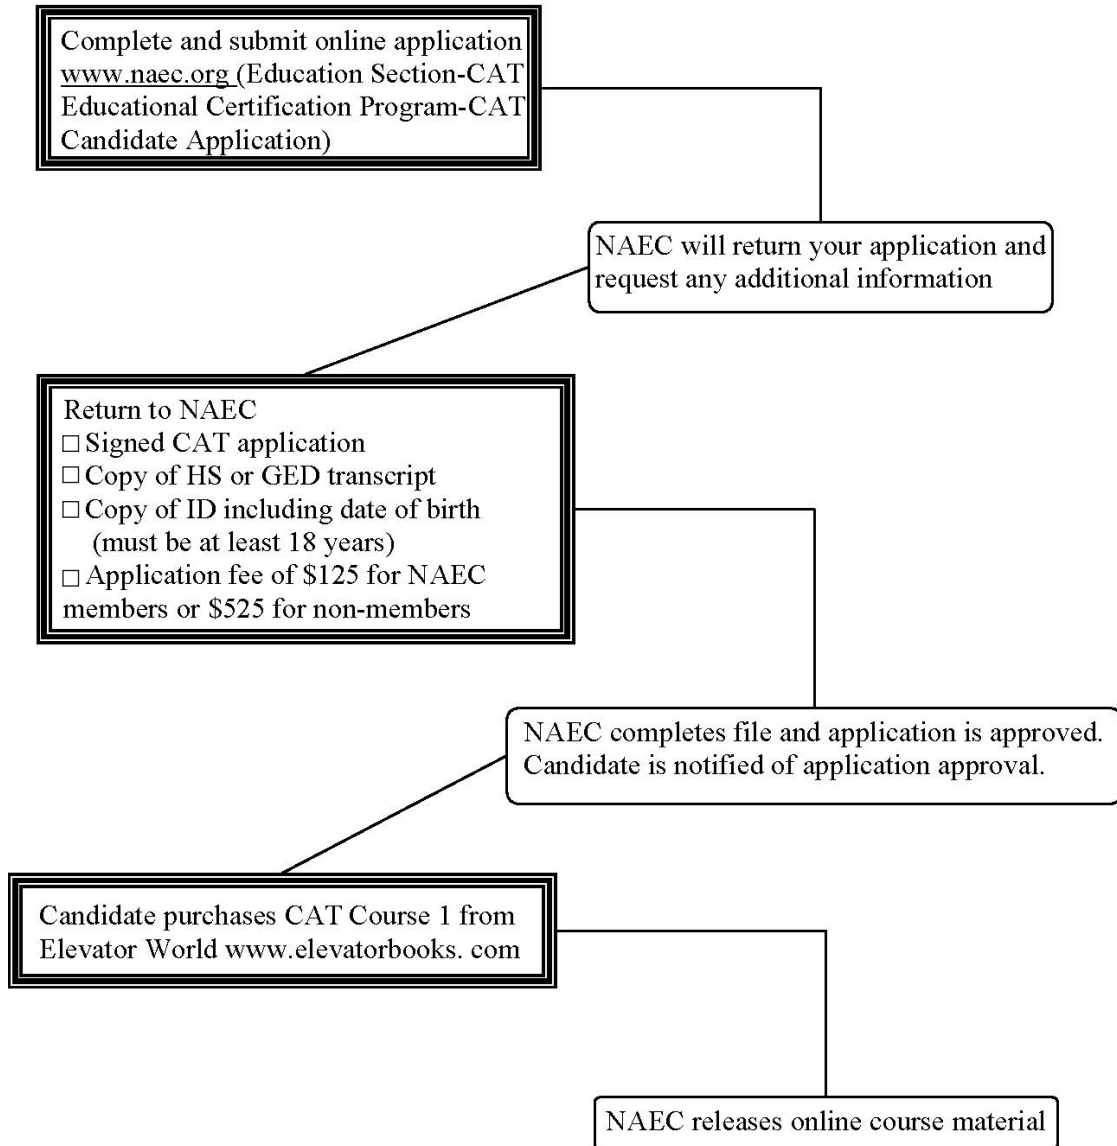 Complete and submit online application
www.naec.org (Education Section-CAT
Educational Certification Program-CAT
Candidate Application)
NAEC will return your application and
request any additional information
Return to NAEC
□ Signed CAT application
□ Copy of HS or GED transcript
□ Copy of ID including date of birth
(must be at least 18 years)
□ Application fee of $125 for NAEC
members or $525 for non-members
NAEC completes file and application is approved.
Candidate is notified of application approval.
Candidate purchases CAT Course 1 from
Elevator World www.elevatorbooks. com
NAEC releases online course material